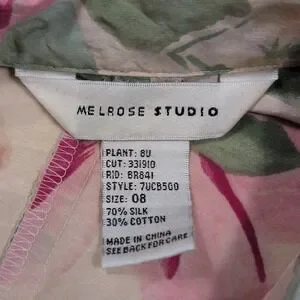 MELROSE STUDIO
PLANT: 8U
CUT: 331910
RID: BR841
STYLE: 7UCB500
SIZE: 08
70% SILK
30% COTTON
MADE IN CHINA
SEE BACK FOR CARE